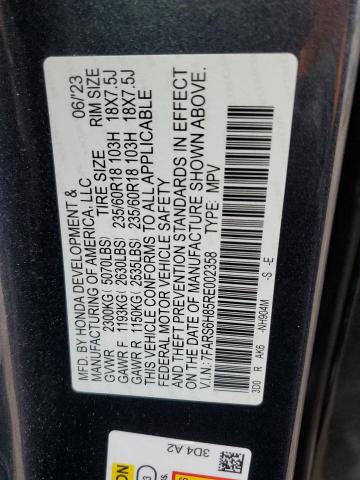 MFD. BY HONDA DEVELOPMENT & 06/'23
MANUFACTURING OF AMERICA, LLC
TIRE SIZE RIM SIZE
GVWR 2300KG( 5070LBS)
GAWR F 1193KG( 2630LBS) 235/60R18 103H 18X7.5J
GAWR R 1150KG( 2535LBS) 235/60R18 103H 18X7.5J
THIS VEHICLE CONFORMS TO ALL APPLICABLE
FEDERAL MOTOR VEHICLE SAFETY
AND THEFT PREVENTION STANDARDS IN EFFECT
ON THE DATE OF MANUFACTURE SHOWN ABOVE.
V.I.N.: 7FARS6H85RE002358 TYPE: MPV
3D0 R AK6 -NH904M -S -E
3D4 A2